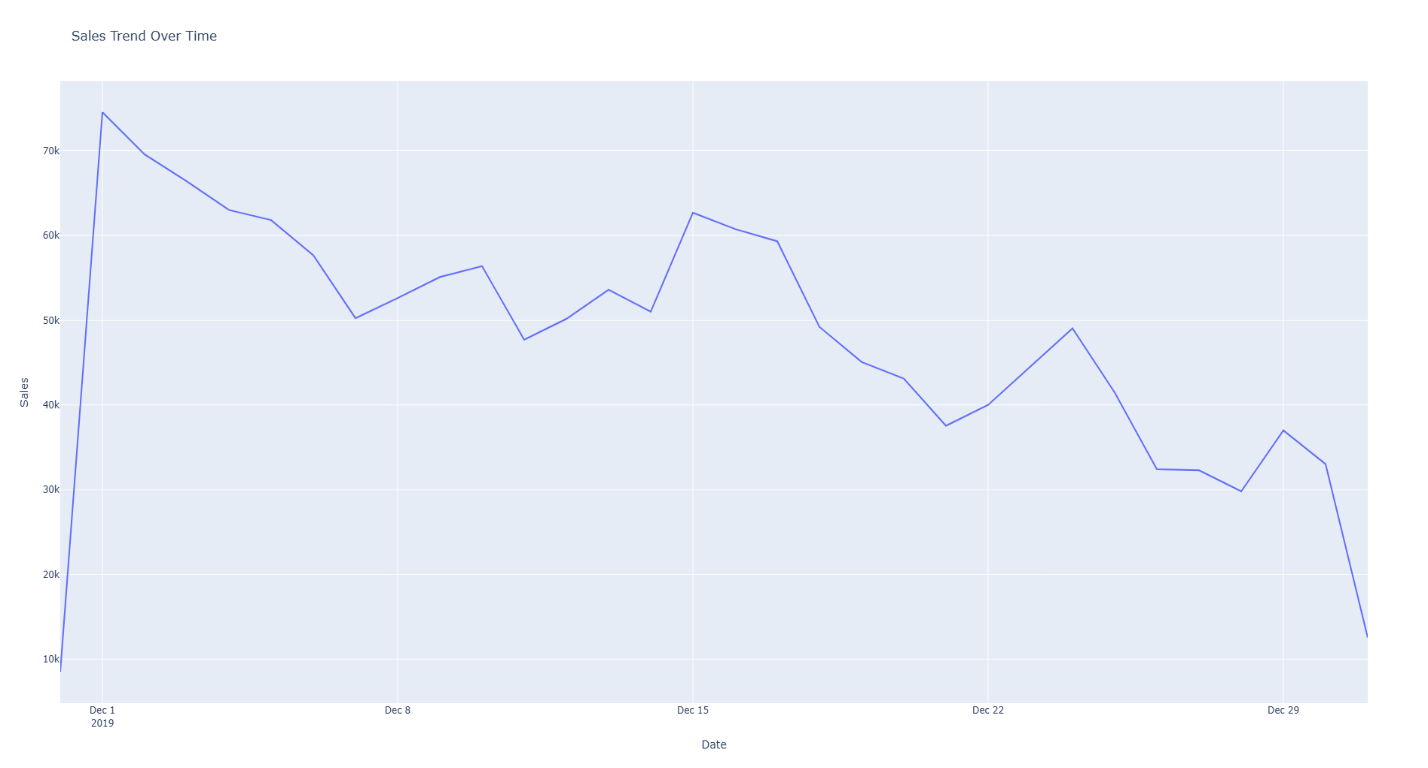 Sales Trend Over Time
70k
60k
50k
40k
30k
20k
10k
Sales
Dec 1
2019
Dec 8
Dec 15
Dec 22
Dec 29
Date